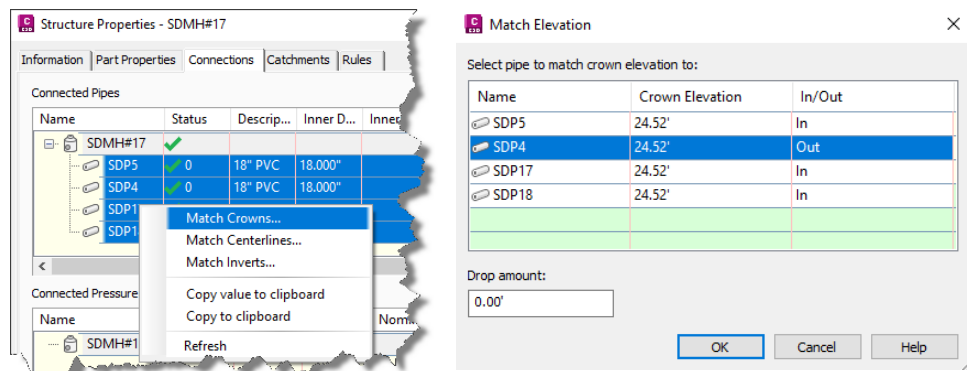 Structure Properties - SDMH#17
Information Part Properties Connections Catchments Rules
Connected Pipes
Name Status Descrip... Inner D...
SDMH#17
SDP5 0 18" PVC 18.000"
SDP4 0 18" PVC 18.000"
Match Crowns...
Match Centerlines...
Match Inverts...
Copy value to clipboard
Copy to clipboard
Refresh
Connected Pressure
Name
Match Elevation
Select pipe to match crown elevation to:
Name Crown Elevation In/Out
SDP5 24.52' In
SDP4 24.52' Out
SDP17 24.52' In
SDP18 24.52' In
Drop amount:
0.00'
OK Cancel Help